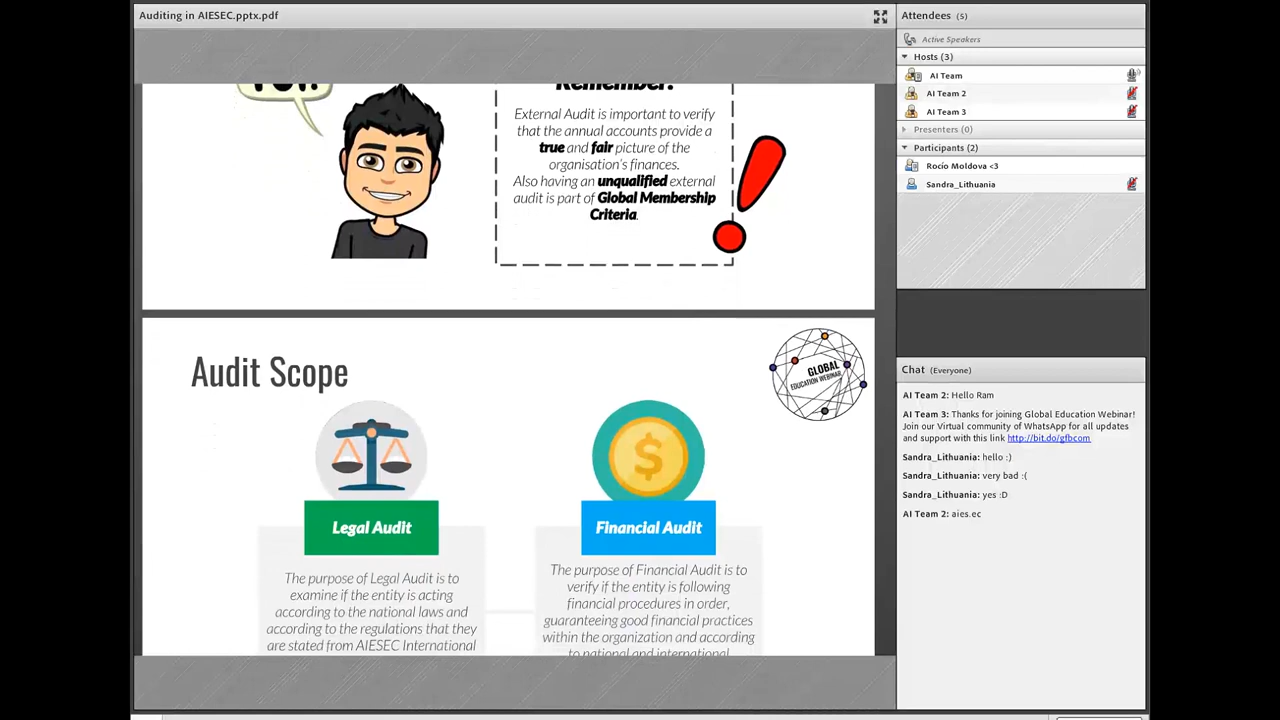 Auditing in AIESEC.pptx.pdf
Remember!
External Audit is important to verify
that the annual accounts provide a
true and fair picture of the
organisation's finances.
Also having an unqualified external
audit is part of Global Membership
Criteria.
Audit Scope
GLOBAL
EDUCATION WEBINAR
Legal Audit
The purpose of Legal Audit is to
examine if the entity is acting
according to the national laws and
according to the regulations that they
are stated from AIESEC International
Financial Audit
The purpose of Financial Audit is to
verify if the entity is following
financial procedures in order,
guaranteeing good financial practices
within the organization and according
to national and international
Attendees (5)
Active Speakers
Hosts (3)
AI Team
AI Team 2
AI Team 3
Presenters (0)
Participants (2)
Rocío Moldova <3
Sandra_Lithuania
Chat (Everyone)
AI Team 2: Hello Ram
AI Team 3: Thanks for joining Global Education Webinar!
Join our Virtual community of WhatsApp for all updates
and support with this link http://bit.do/gfbcom
Sandra_Lithuania: hello :)
Sandra_Lithuania: very bad :(
Sandra_Lithuania: yes :D
AI Team 2: aies.ec